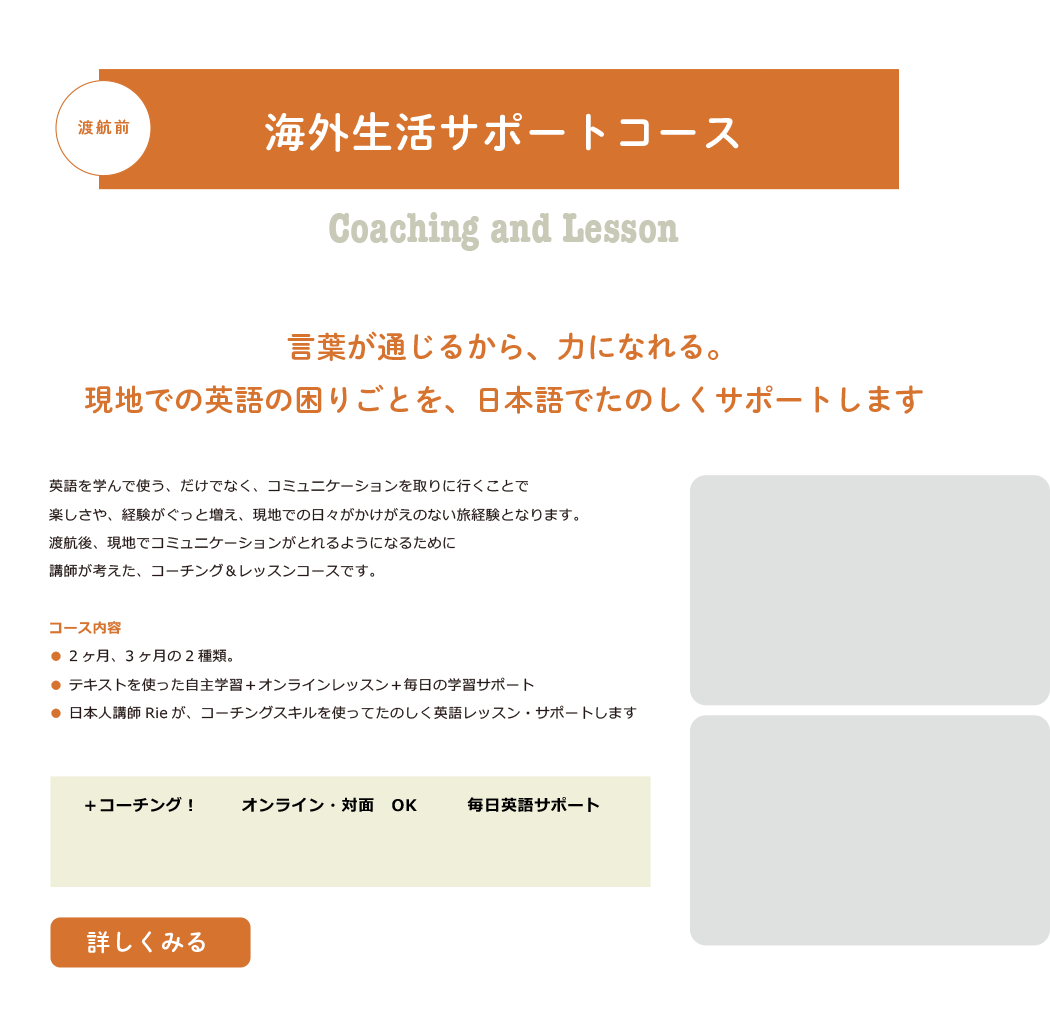 渡航前
海外生活サポートコース
Coaching and Lesson
言葉が通じるから、力になれる。
現地での英語の困りごとを、日本語でたのしくサポートします
英語を学んで使う、だけでなく、コミュニケーションを取りに行くことで
楽しさや、経験がぐっと増え、現地での日々がかけがえのない旅経験となります。
渡航後、現地でコミュニケーションがとれるようになるために
講師が考えた、コーチング＆レッスンコースです。
コース内容
● 2 ヶ月、3 ヶ月の 2 種類。
● テキストを使った自主学習＋オンラインレッスン＋毎日の学習サポート
● 日本人講師 Rie が、コーチングスキルを使ってたのしく英語レッスン・サポートします
＋コーチング！　オンライン・対面　OK　毎日英語サポート
詳しくみる